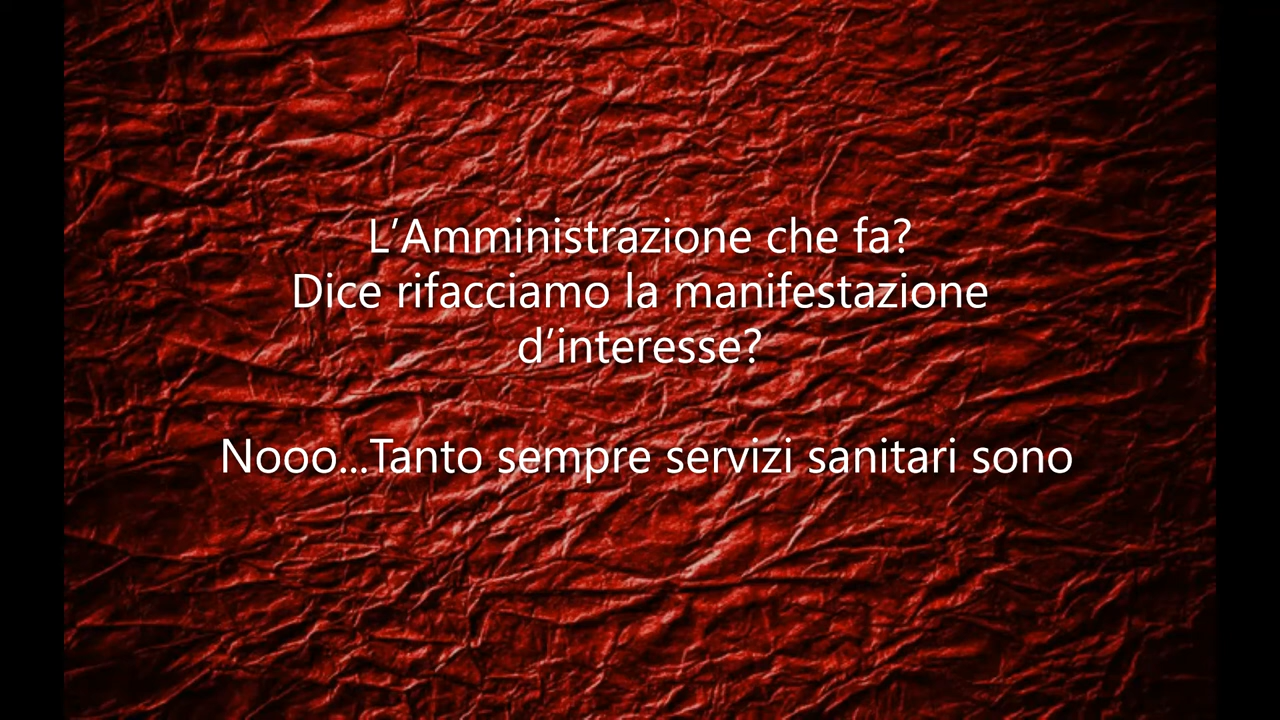 L’Amministrazione che fa?
Dice rifacciamo la manifestazione
d’interesse?
Nooo...Tanto sempre servizi sanitari sono